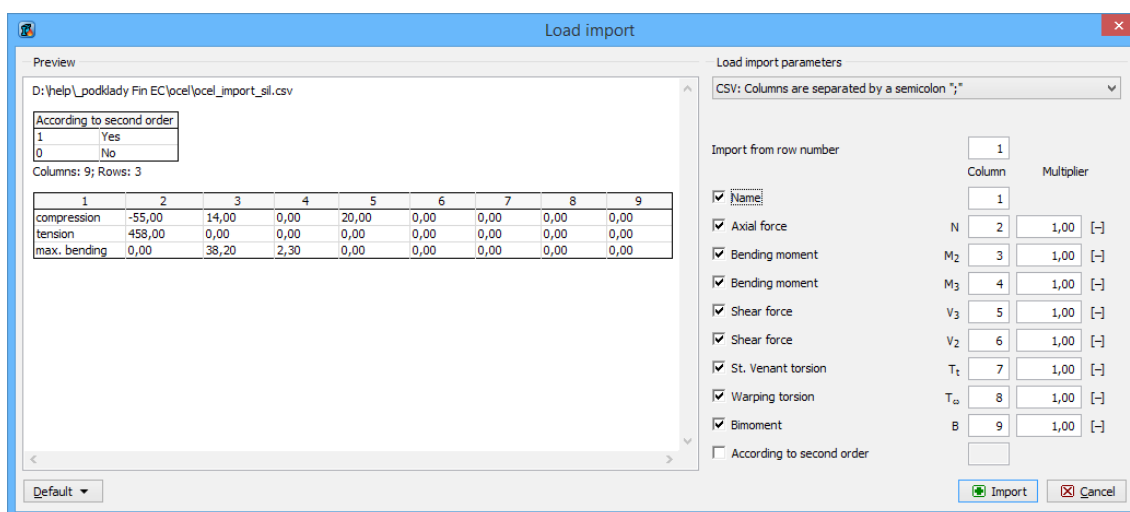 Load import
Preview
D:\help\_podklady Fin EC\ocel\ocel_import_sil.csv
According to second order
1 Yes
0 No
Columns: 9; Rows: 3
1 2 3 4 5 6 7 8 9
compression -55,00 14,00 0,00 20,00 0,00 0,00 0,00 0,00
tension 458,00 0,00 0,00 0,00 0,00 0,00 0,00 0,00
max. bending 0,00 38,20 2,30 0,00 0,00 0,00 0,00 0,00
Default
Load import parameters
CSV: Columns are separated by a semicolon ";"
Import from row number 1
Column Multiplier
Name 1
Axial force N 2 1,00 [–]
Bending moment M2 3 1,00 [–]
Bending moment M3 4 1,00 [–]
Shear force V3 5 1,00 [–]
Shear force V2 6 1,00 [–]
St. Venant torsion Tt 7 1,00 [–]
Warping torsion Tω 8 1,00 [–]
Bimoment B 9 1,00 [–]
According to second order
Import Cancel